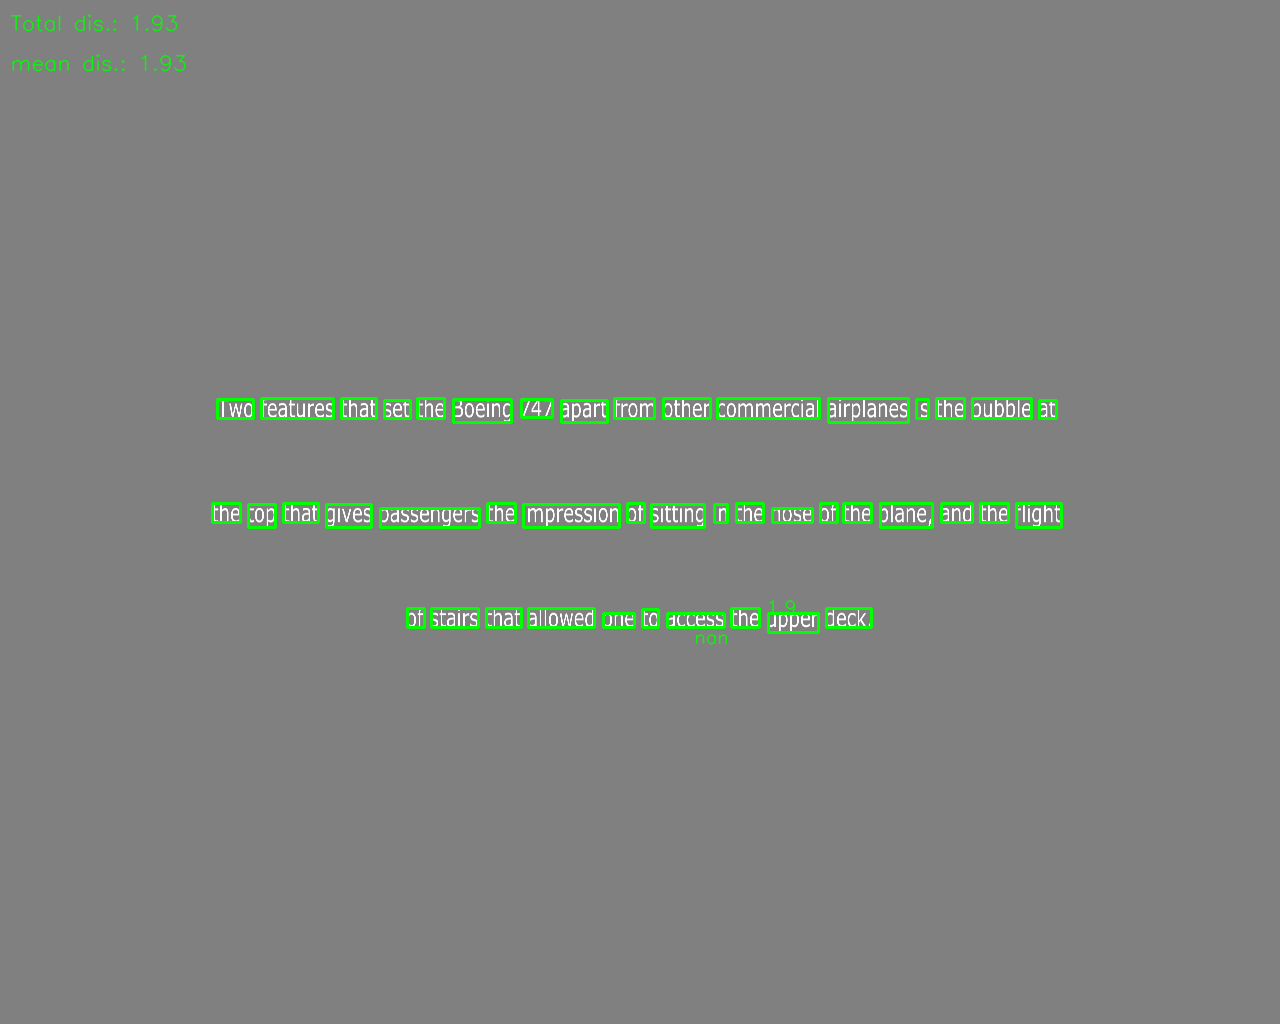 Total dis.: 1.93
mean dis.: 1.93
Two features that set the Boeing 747 apart from other commercial airplanes is the bubble at
the top that gives passengers the impression of sitting in the nose of the plane, and the flight
of stairs that allowed one to access the upper deck.
1.9
nan